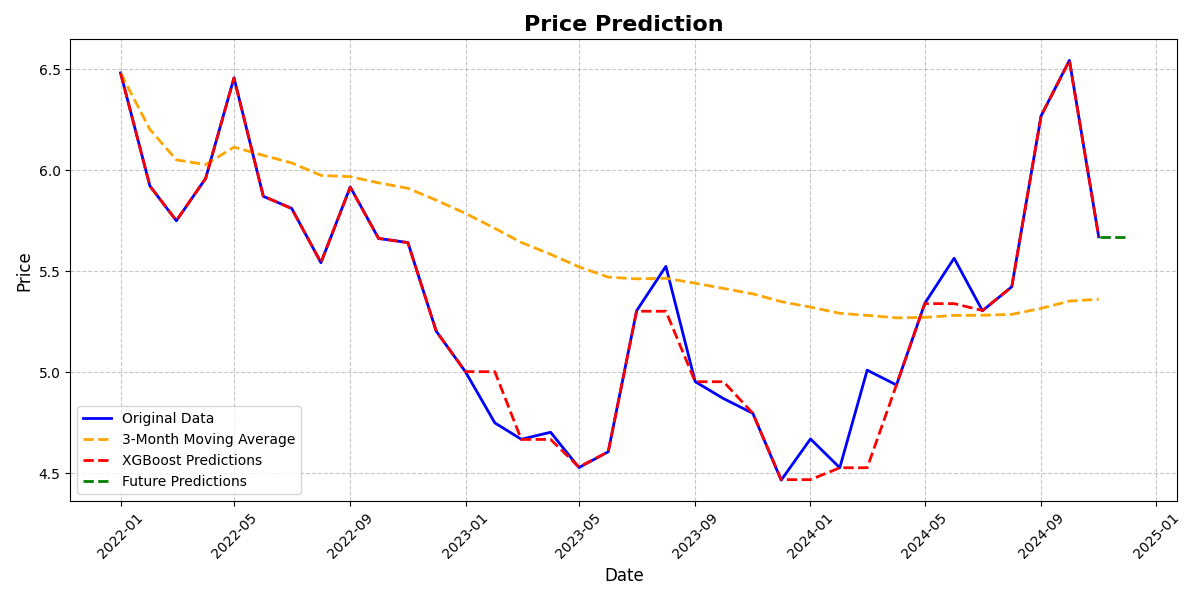 Price Prediction
Price
6.5
6.0
5.5
5.0
4.5
Original Data
3-Month Moving Average
XGBoost Predictions
Future Predictions
2022-01
2022-05
2022-09
2023-01
2023-05
2023-09
2024-01
2024-05
2024-09
2025-01
Date